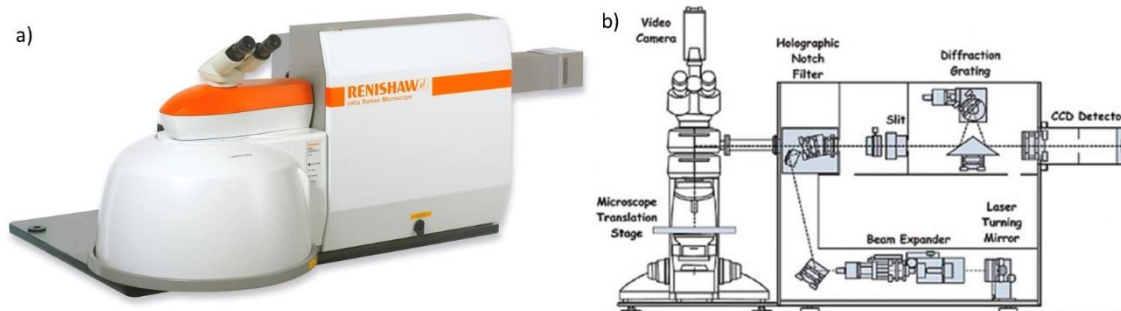 a)
RENISHAW
inVia Raman Microscope
b)
Video
Camera
Holographic
Notch
Filter
Diffraction
Grating
Slit
CCD Detecto
Microscope
Translation
Stage
Beam Expander
Laser
Turning
Mirror